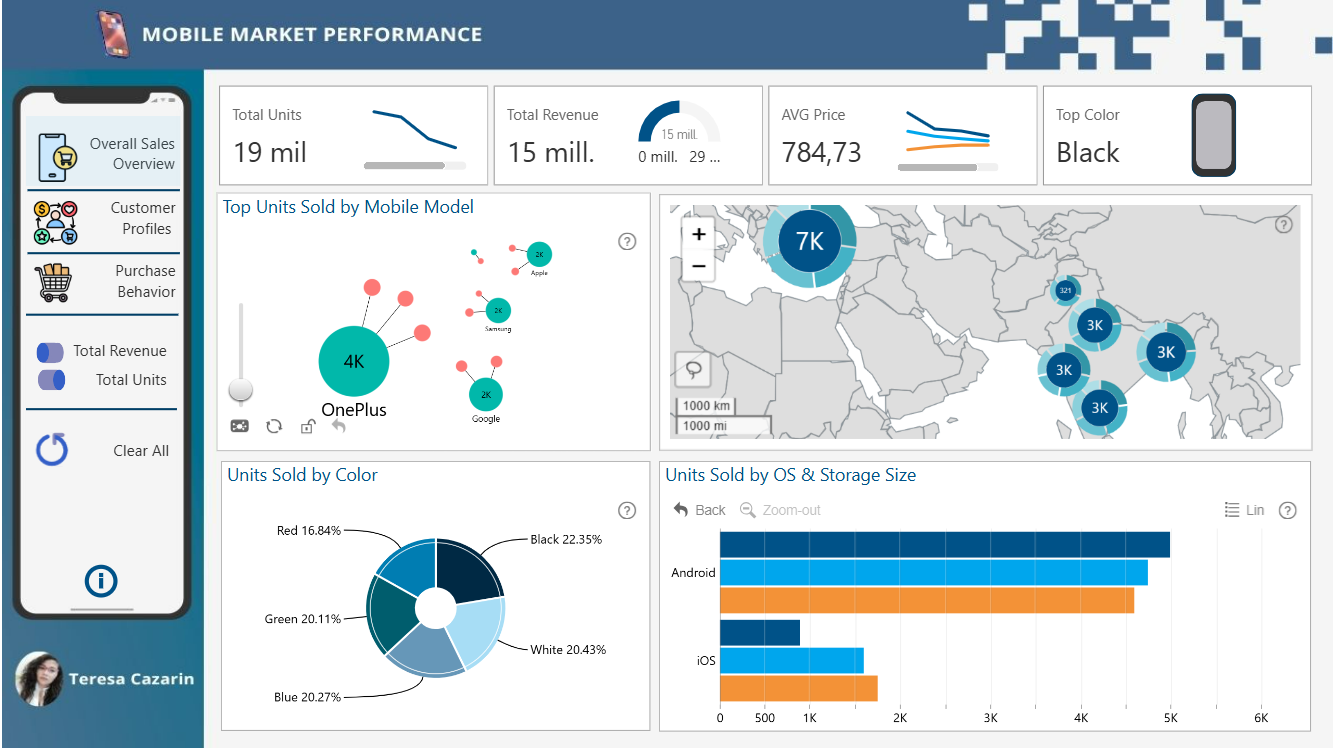 MOBILE MARKET PERFORMANCE
Overall Sales
Overview
Customer
Profiles
Purchase
Behavior
Total Revenue
Total Units
Clear All
Teresa Cazarin
Total Units
19 mil
Total Revenue
15 mill.
15 mill.
0 mill.
29 ...
AVG Price
784,73
Top Color
Black
Top Units Sold by Mobile Model
?
2K
Apple
2K
Samsung
4K
OnePlus
2K
Google
7K
+
−
?
321
3K
3K
3K
3K
1000 km
1000 mi
Units Sold by Color
?
Red 16.84%
Black 22.35%
Green 20.11%
White 20.43%
Blue 20.27%
Units Sold by OS & Storage Size
Back
Zoom-out
Lin
?
Android
iOS
0
500
1K
2K
3K
4K
5K
6K